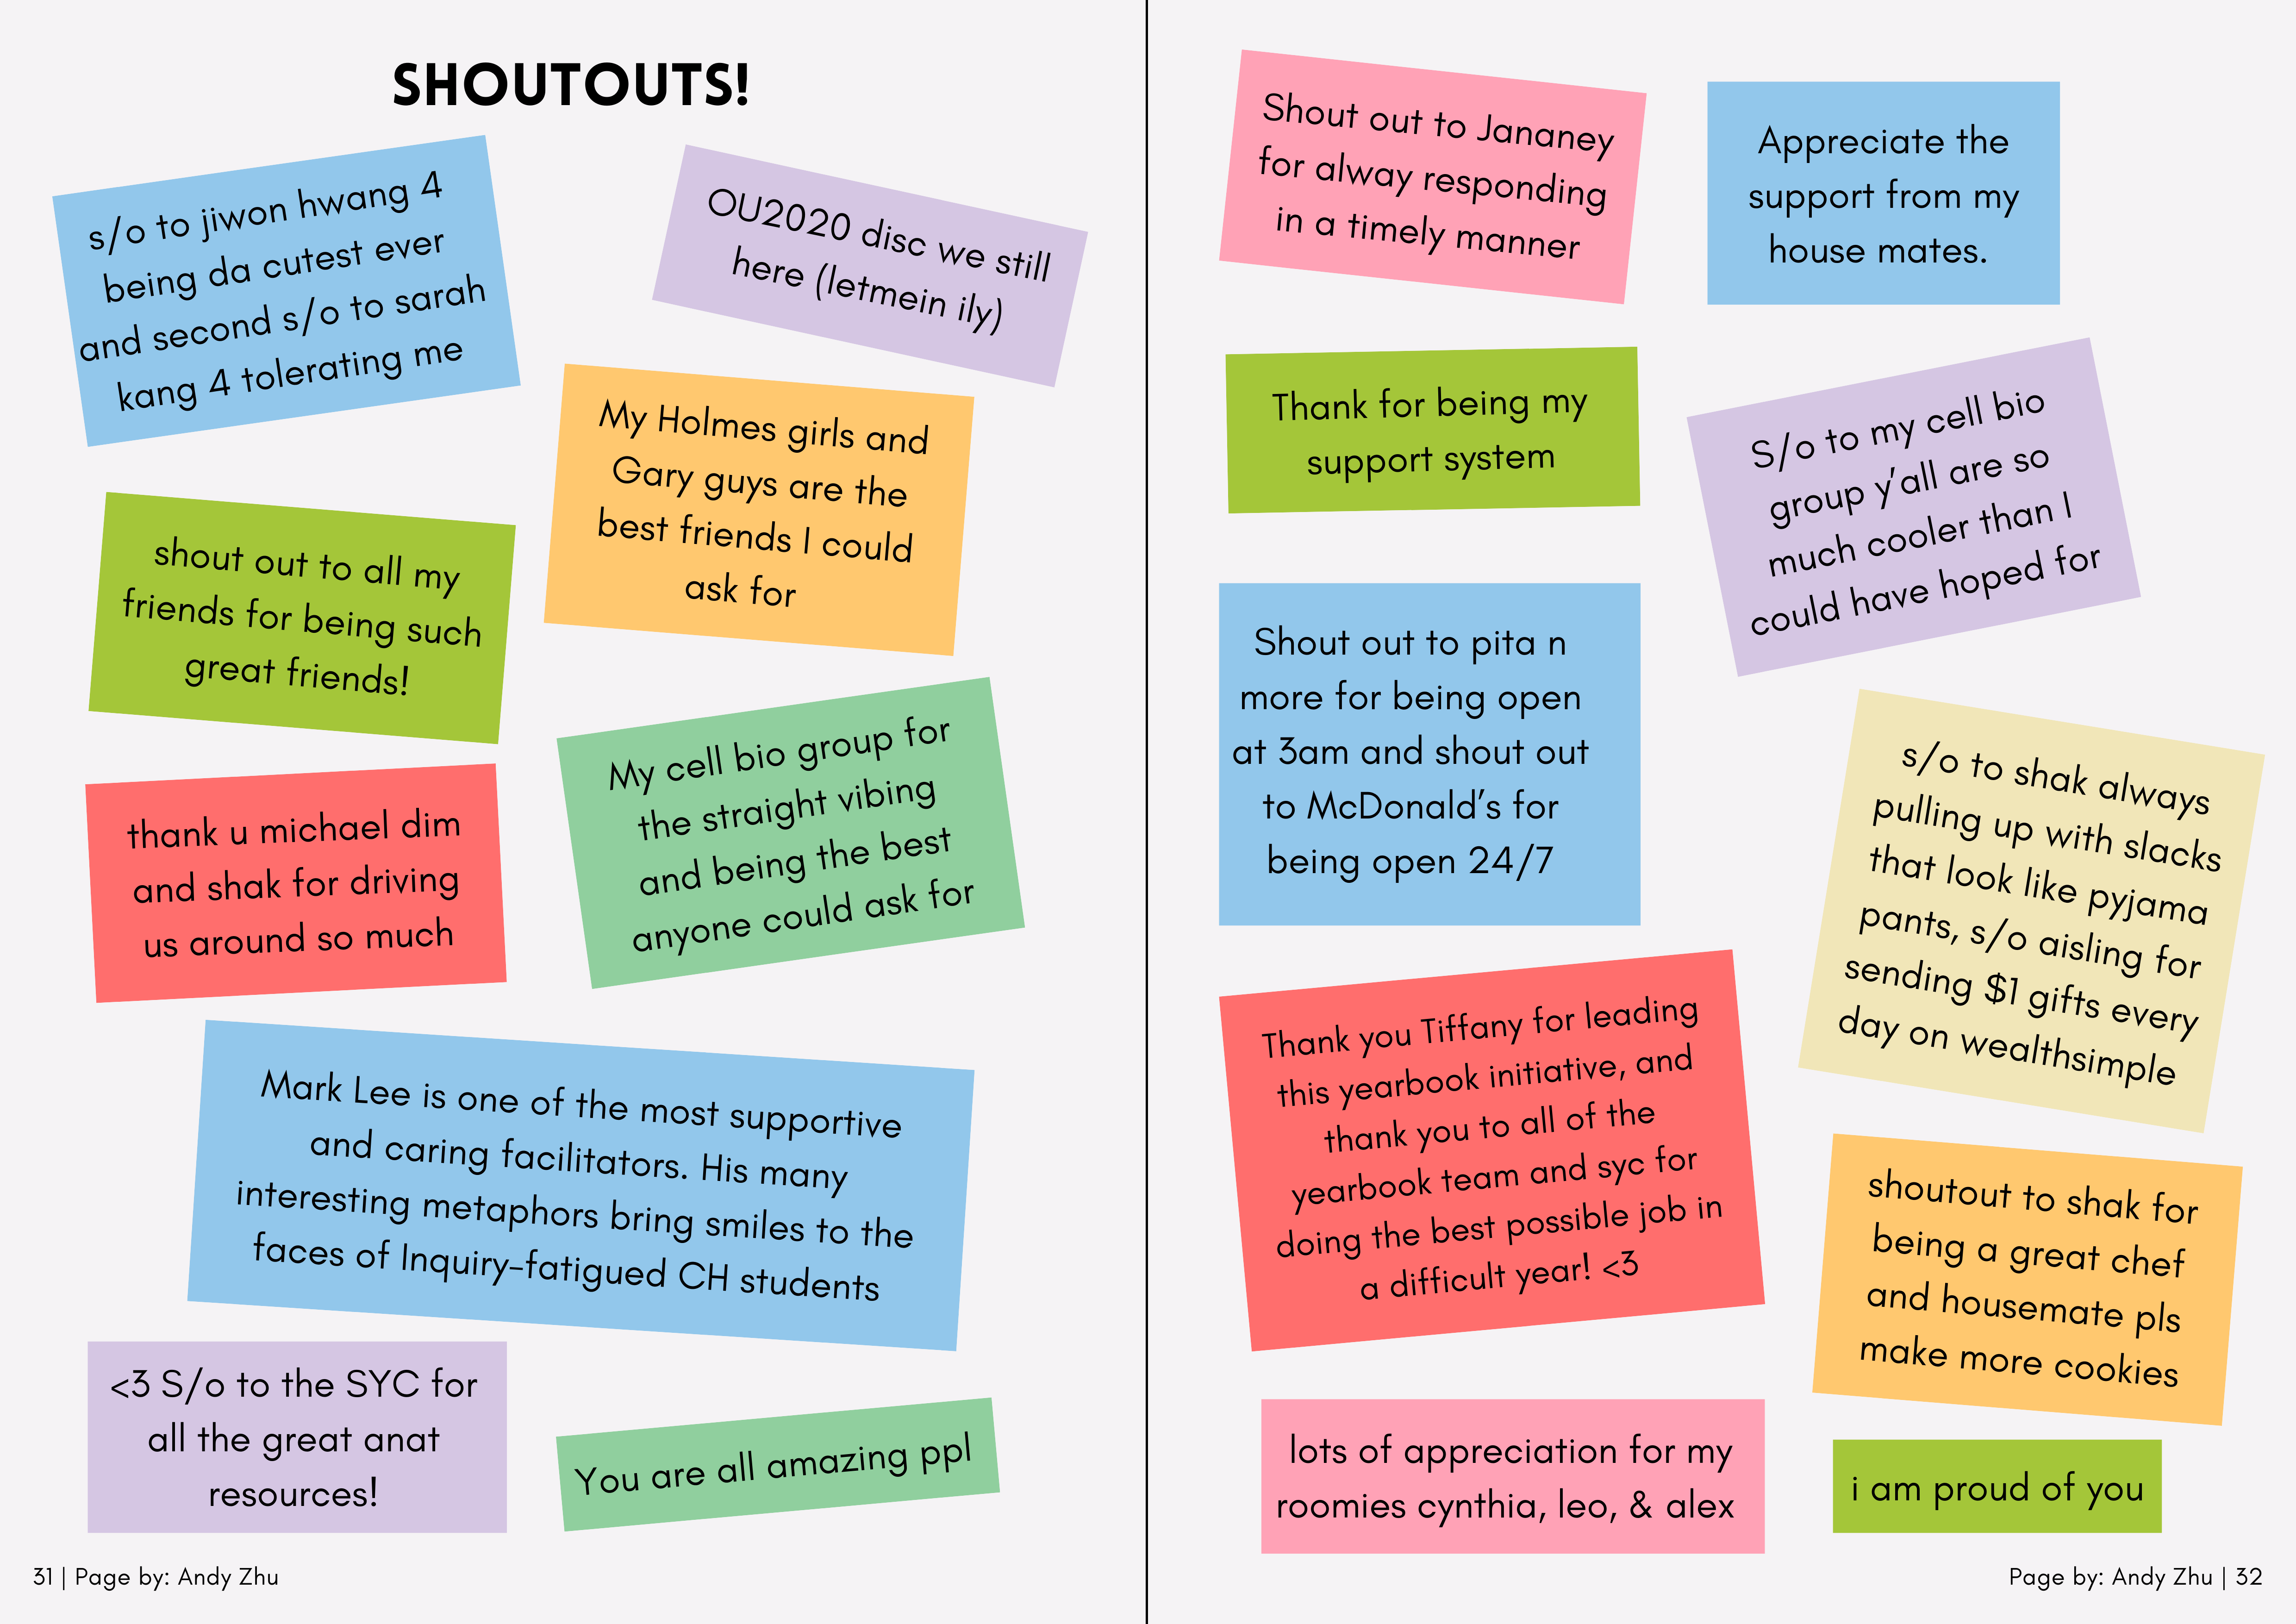 SHOUTOUTS!
s/o to jiwon hwang 4
being da cutest ever
and second s/o to sarah
kang 4 tolerating me
OU2020 disc we still
here (letmein ily)
My Holmes girls and
Gary guys are the
best friends I could
ask for
shout out to all my
friends for being such
great friends!
My cell bio group for
the straight vibing
and being the best
anyone could ask for
thank u michael dim
and shak for driving
us around so much
Mark Lee is one of the most supportive
and caring facilitators. His many
interesting metaphors bring smiles to the
faces of Inquiry-fatigued CH students
<3 S/o to the SYC for
all the great anat
resources!
You are all amazing ppl
31 | Page by: Andy Zhu
Shout out to Jananey
for alway responding
in a timely manner
Appreciate the
support from my
house mates.
Thank for being my
support system
S/o to my cell bio
group y'all are so
much cooler than I
could have hoped for
Shout out to pita n
more for being open
at 3am and shout out
to McDonald's for
being open 24/7
s/o to shak always
pulling up with slacks
that look like pyjama
pants, s/o aisling for
sending $1 gifts every
day on wealthsimple
Thank you Tiffany for leading
this yearbook initiative, and
thank you to all of the
yearbook team and syc for
doing the best possible job in
a difficult year! <3
shoutout to shak for
being a great chef
and housemate pls
make more cookies
lots of appreciation for my
roomies cynthia, leo, & alex
i am proud of you
Page by: Andy Zhu | 32